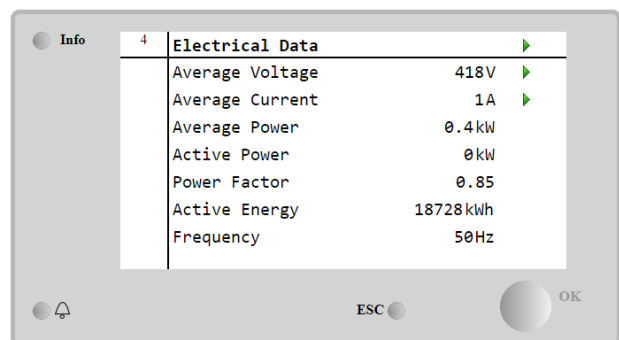 Info
4 Electrical Data
Average Voltage 418V
Average Current 1A
Average Power 0.4kW
Active Power 0kW
Power Factor 0.85
Active Energy 18728kWh
Frequency 50Hz
ESC OK